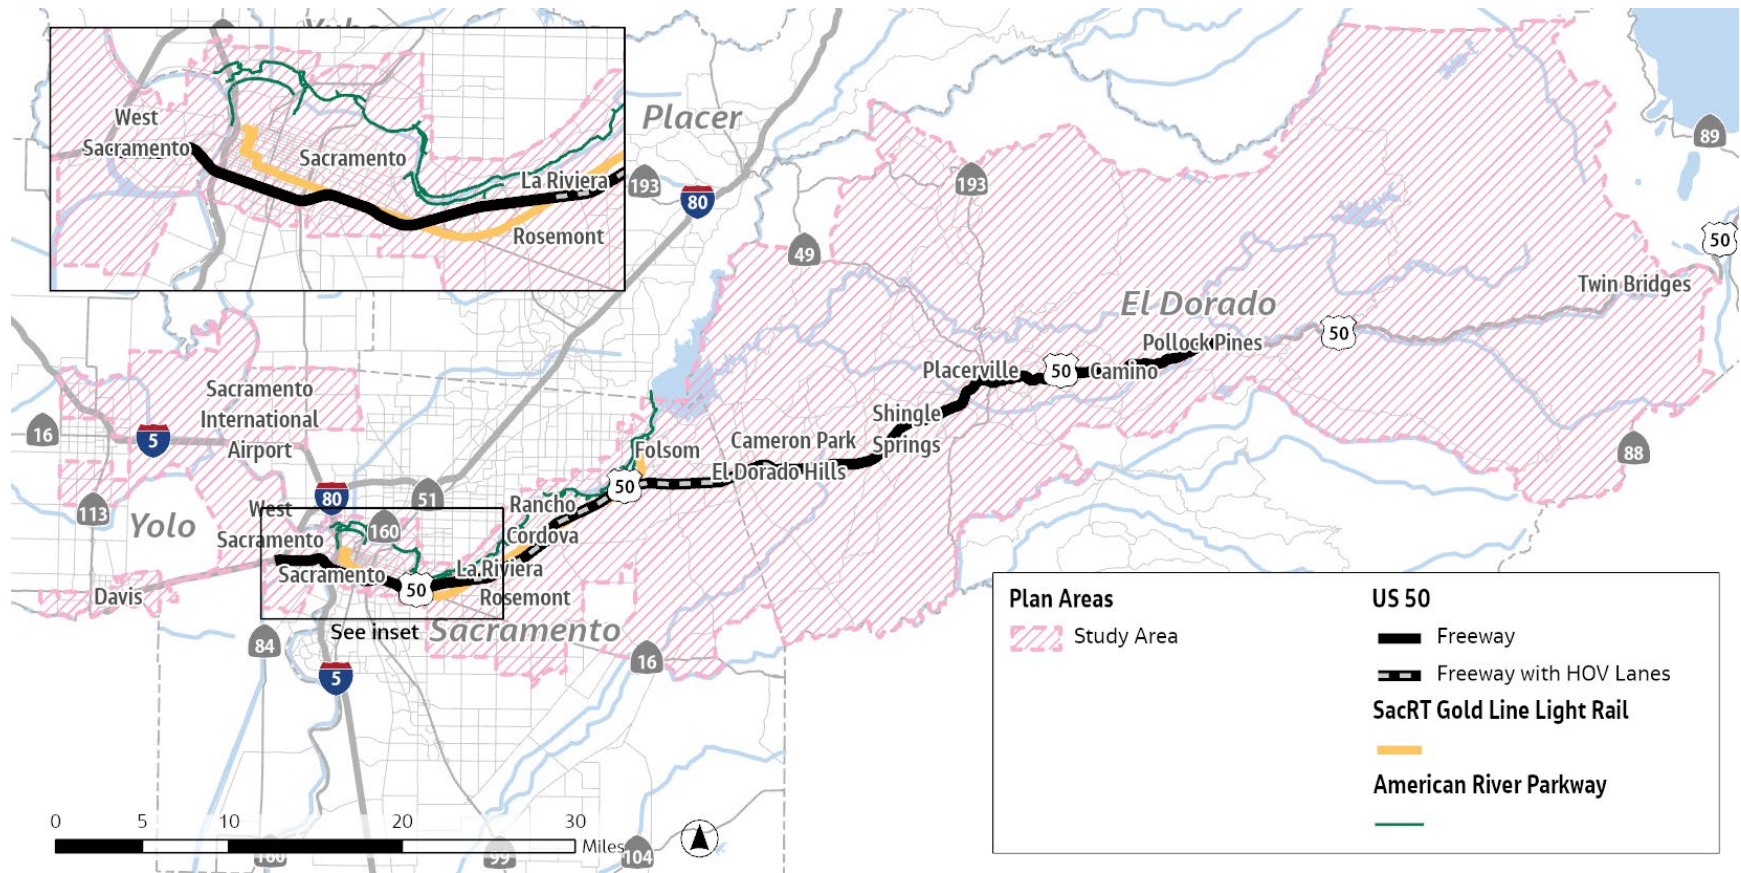 Yuba
West
Sacramento
Sacramento
La Riviera
Rosemont
Placer
193
80
193
49
89
50
El Dorado
Twin Bridges
50
Pollock Pines
Placerville
50
Camino
Sacramento
International
Airport
16
5
Shingle
Springs
Cameron Park
El Dorado Hills
Folsom
88
50
80
51
113
Yolo
West
Sacramento
160
Rancho
Cordova
Sacramento
La Riviera
50
Rosemont
Davis
See inset
Sacramento
84
16
5
Plan Areas
Study Area
US 50
Freeway
Freeway with HOV Lanes
SacRT Gold Line Light Rail
American River Parkway
0 5 10 20 30
Miles
160
99
104